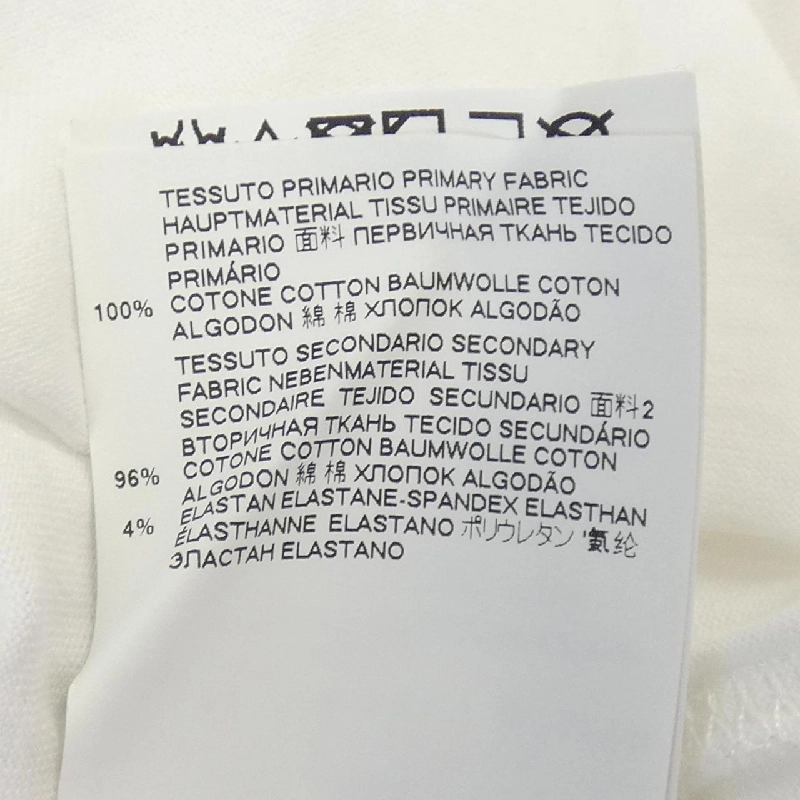 TESSUTO PRIMARIO PRIMARY FABRIC
HAUPTMATERIAL TISSU PRIMAIRE TEJIDO
PRIMARIO 面料 ПЕРВИЧНАЯ ТКАНЬ TECIDO
PRIMÁRIO
100% COTONE COTTON BAUMWOLLE COTON
ALGODON 綿 棉 ХЛОПОК ALGODÃO
TESSUTO SECONDARIO SECONDARY
FABRIC NEBENMATERIAL TISSU
SECONDAIRE TEJIDO SECUNDARIO 面料2
ВТОРИЧНАЯ ТКАНЬ TECIDO SECUNDÁRIO
96% COTONE COTTON BAUMWOLLE COTON
ALGODON 綿 棉 ХЛОПОК ALGODÃO
4% ELASTAN ELASTANE-SPANDEX ELASTHAN
ÉLASTHANNE ELASTANO ポリウレタン '氨纶
ЭЛАСТАН ELASTANO